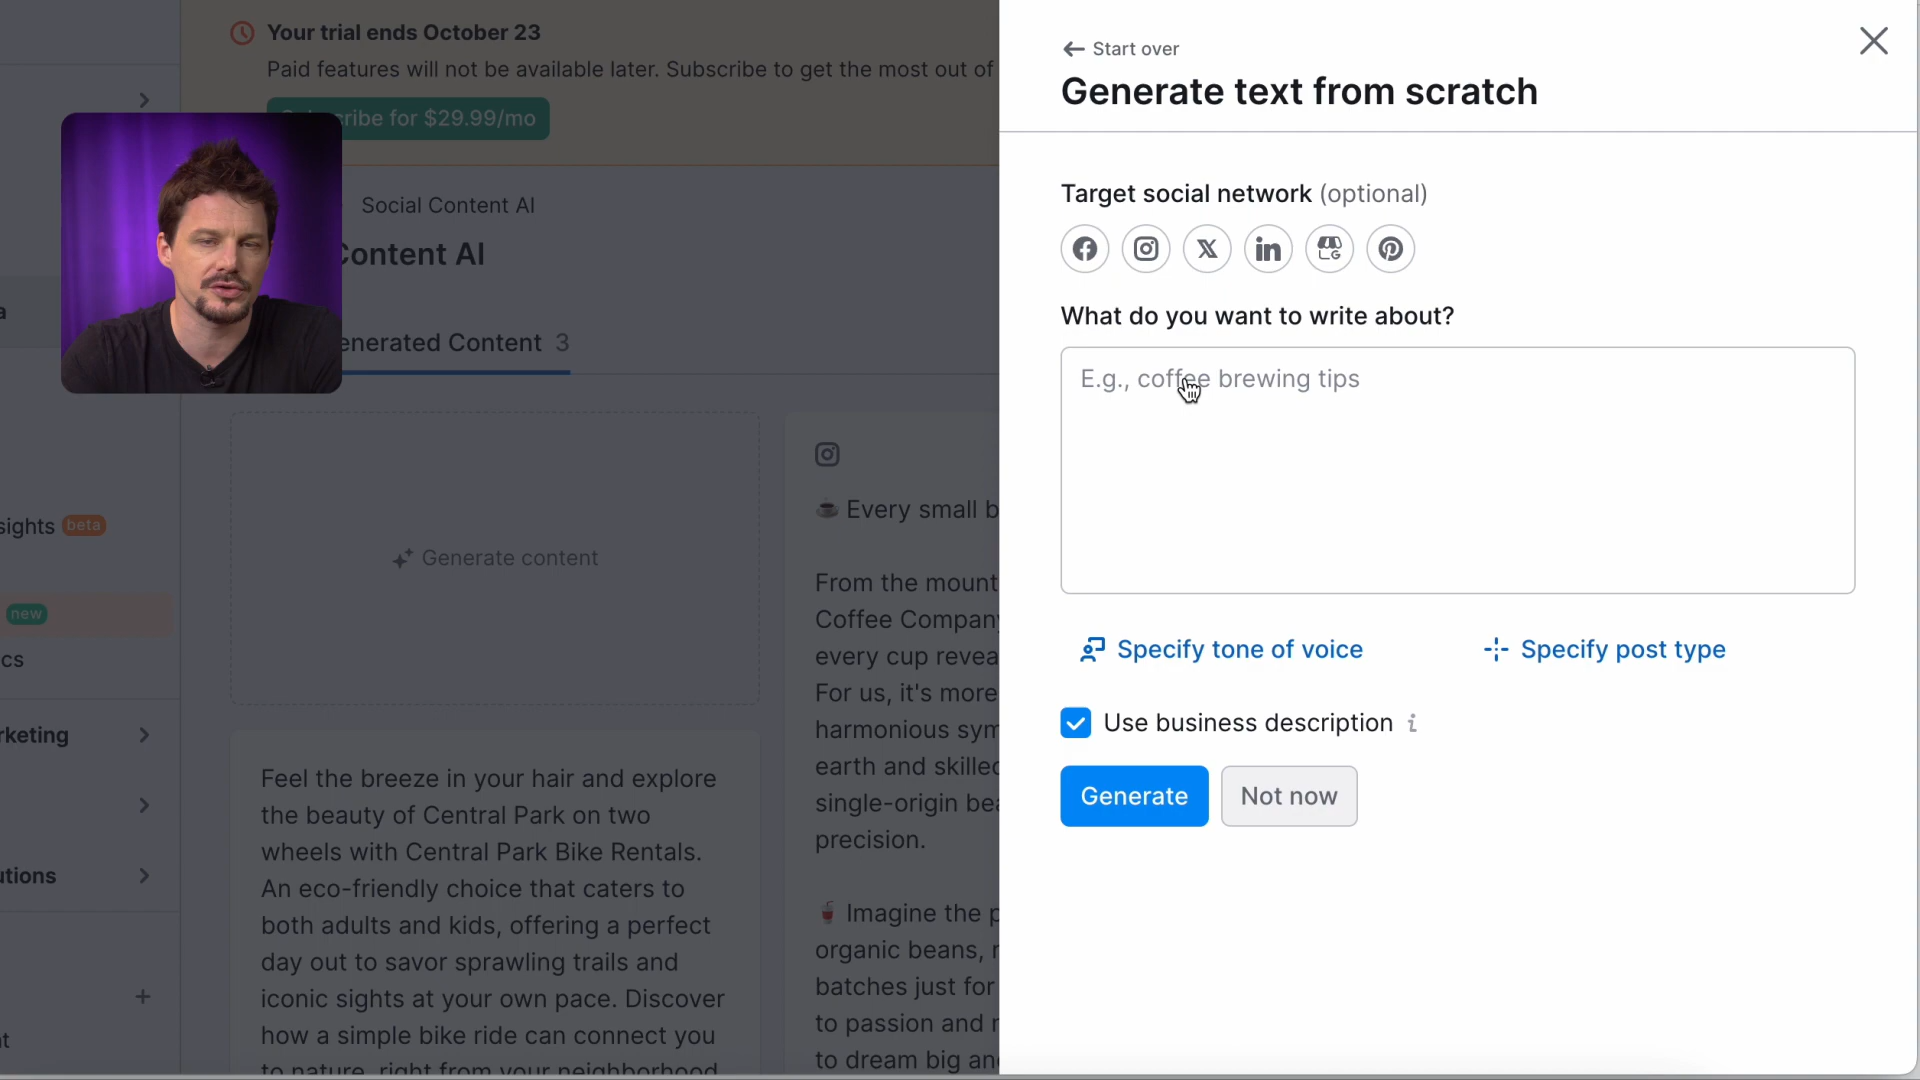 Your trial ends October 23
Paid features will not be available later. Subscribe to get the most out of
ribe for $29.99/mo
Social Content AI
Content AI
enerated Content 3
Generate content
Every small b
From the mount
Coffee Company
every cup revea
For us, it's more
harmonious sym
earth and skilled
single-origin bea
precision.
Imagine the p
organic beans, r
batches just for
to passion and r
to dream big and
Feel the breeze in your hair and explore
the beauty of Central Park on two
wheels with Central Park Bike Rentals.
An eco-friendly choice that caters to
both adults and kids, offering a perfect
day out to savor sprawling trails and
iconic sights at your own pace. Discover
how a simple bike ride can connect you
to nature, right from your neighborhood
a
sights beta
new
cs
rketing
utions
t
Start over
Generate text from scratch
Target social network (optional)
What do you want to write about?
E.g., coffee brewing tips
Specify tone of voice
Specify post type
Use business description i
Generate
Not now